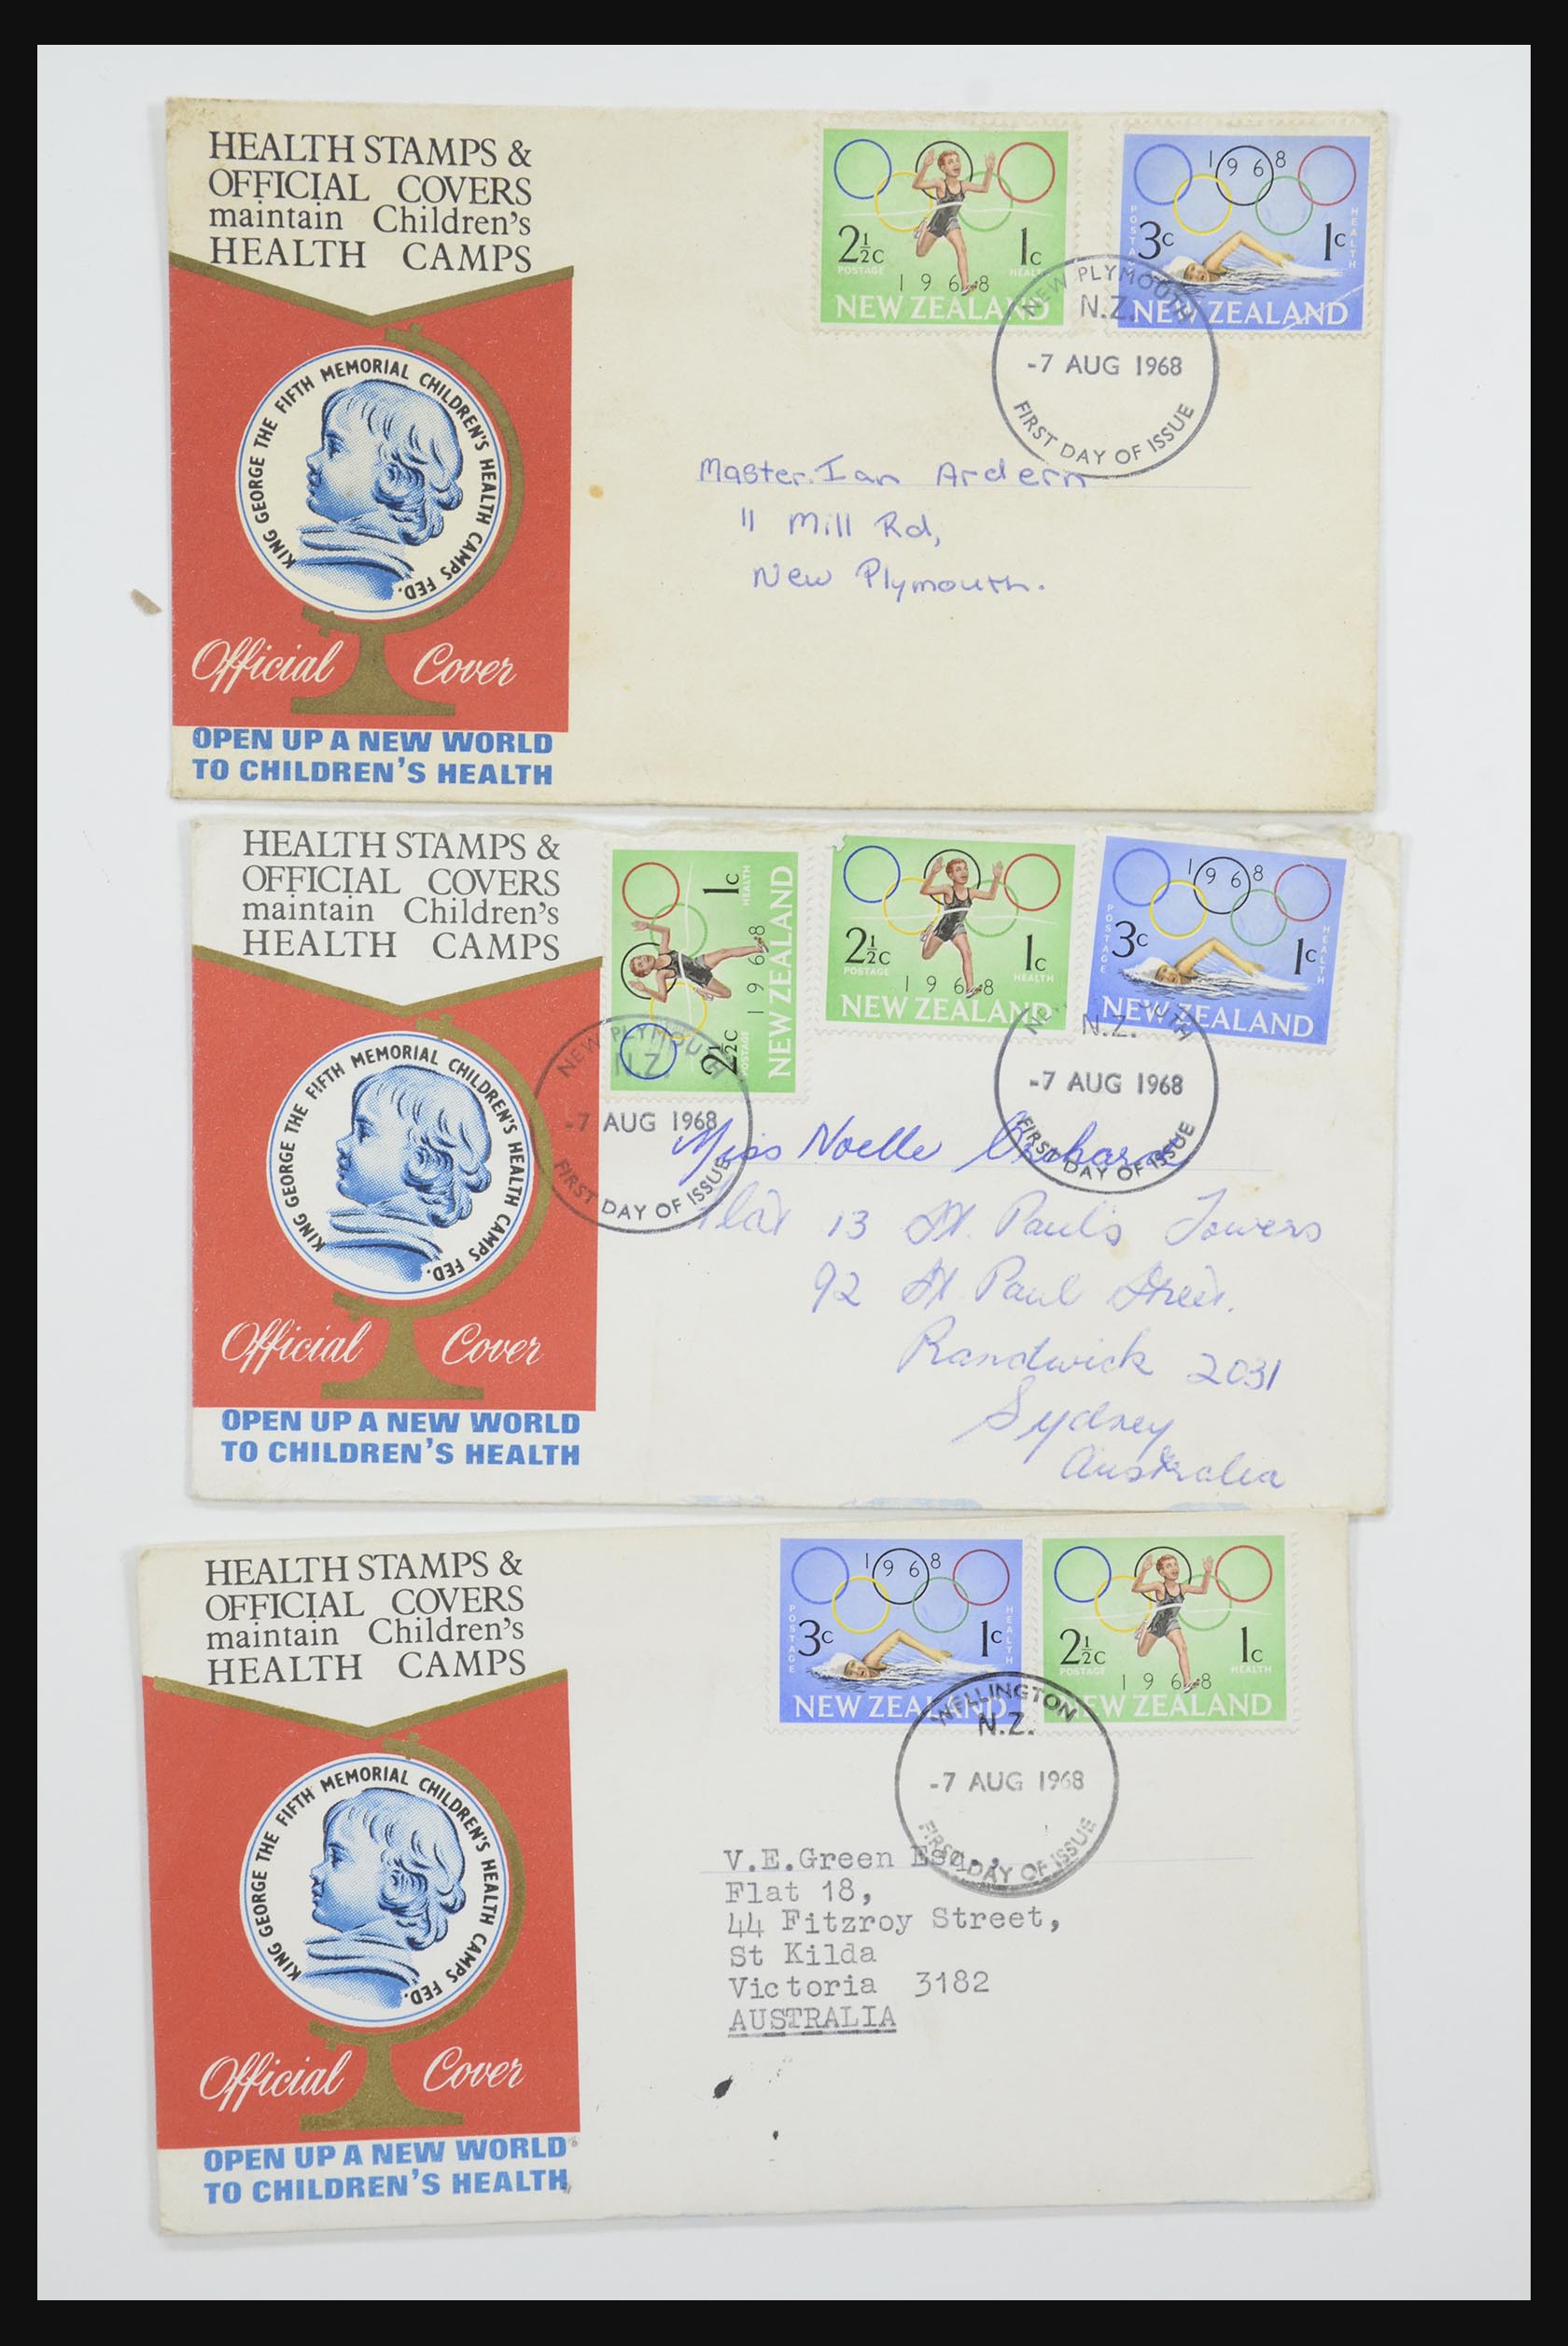 HEALTH STAMPS &
OFFICIAL COVERS
maintain Children's
HEALTH CAMPS
KING GEORGE THE FIFTH MEMORIAL CHILDREN'S HEALTH CAMPS FED.
Official Cover
OPEN UP A NEW WORLD
TO CHILDREN'S HEALTH
2½c
POSTAGE
1c
HEALTH
1968
NEW ZEALAND
1968
POSTAGE
3c
1c
HEALTH
NEW ZEALAND
NEW PLYMOUTH
N.Z.
-7 AUG 1968
FIRST DAY OF ISSUE
Master. Ian Ardern
11 Mill Rd,
New Plymouth.
HEALTH STAMPS &
OFFICIAL COVERS
maintain Children's
HEALTH CAMPS
KING GEORGE THE FIFTH MEMORIAL CHILDREN'S HEALTH CAMPS FED.
Official Cover
OPEN UP A NEW WORLD
TO CHILDREN'S HEALTH
2½c
POSTAGE
1c
HEALTH
1968
NEW ZEALAND
2½c
POSTAGE
1c
HEALTH
1968
NEW ZEALAND
1968
POSTAGE
3c
1c
HEALTH
NEW ZEALAND
NEW PLYMOUTH
N.Z.
-7 AUG 1968
FIRST DAY OF ISSUE
N.Z.
-7 AUG 1968
FIRST DAY OF ISSUE
Miss Noelle Orchard
Flat 13 St. Paul's Towers
92 St Paul Street.
Randwick 2031
Sydney
Australia
HEALTH STAMPS &
OFFICIAL COVERS
maintain Children's
HEALTH CAMPS
KING GEORGE THE FIFTH MEMORIAL CHILDREN'S HEALTH CAMPS FED.
Official Cover
OPEN UP A NEW WORLD
TO CHILDREN'S HEALTH
1968
POSTAGE
3c
1c
HEALTH
NEW ZEALAND
2½c
POSTAGE
1c
HEALTH
1968
NEW ZEALAND
WELLINGTON
N.Z.
-7 AUG 1968
FIRST DAY OF ISSUE
V.E.Green Esq.,
Flat 18,
44 Fitzroy Street,
St Kilda
Victoria 3182
AUSTRALIA